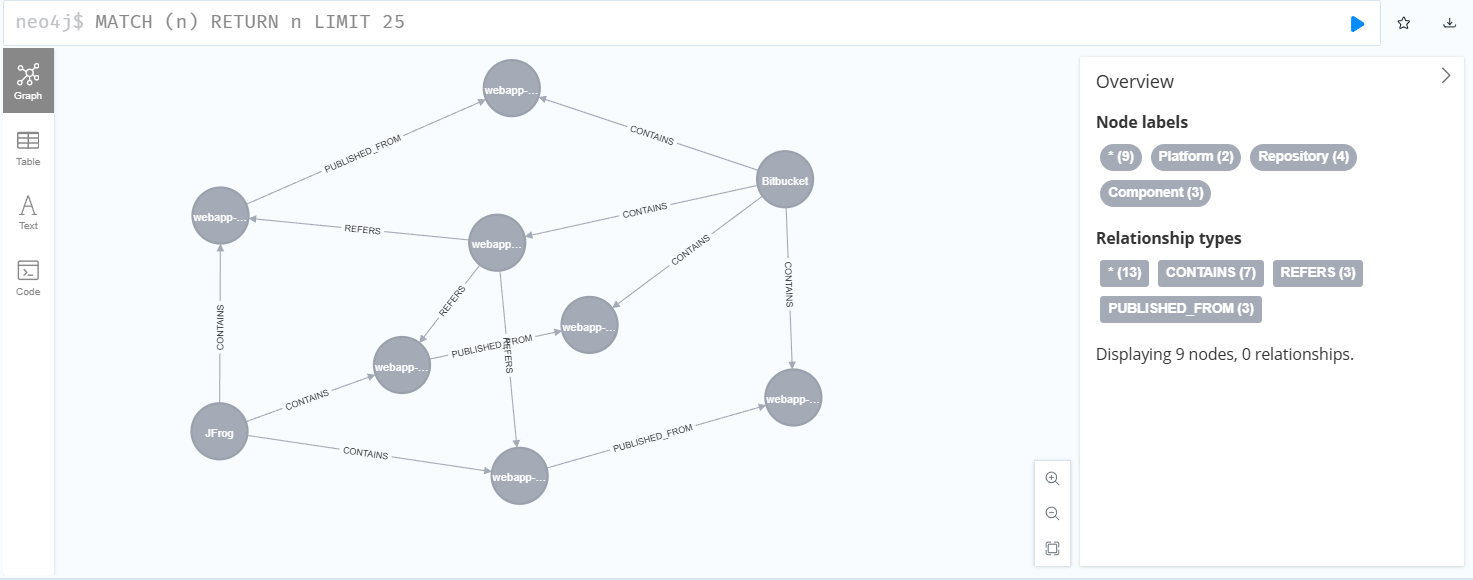 neo4j$ MATCH (n) RETURN n LIMIT 25
Graph
Table
Text
Code
webapp-...
PUBLISHED_FROM
CONTAINS
Bitbucket
webapp-...
REFERS
webapp...
CONTAINS
CONTAINS
CONTAINS
REFERS
CONTAINS
webapp-...
PUBLISHED_FROM
REFERS
webapp-...
CONTAINS
webapp-...
JFrog
CONTAINS
PUBLISHED_FROM
webapp-...
Overview
Node labels
* (9) Platform (2) Repository (4)
Component (3)
Relationship types
* (13) CONTAINS (7) REFERS (3)
PUBLISHED_FROM (3)
Displaying 9 nodes, 0 relationships.